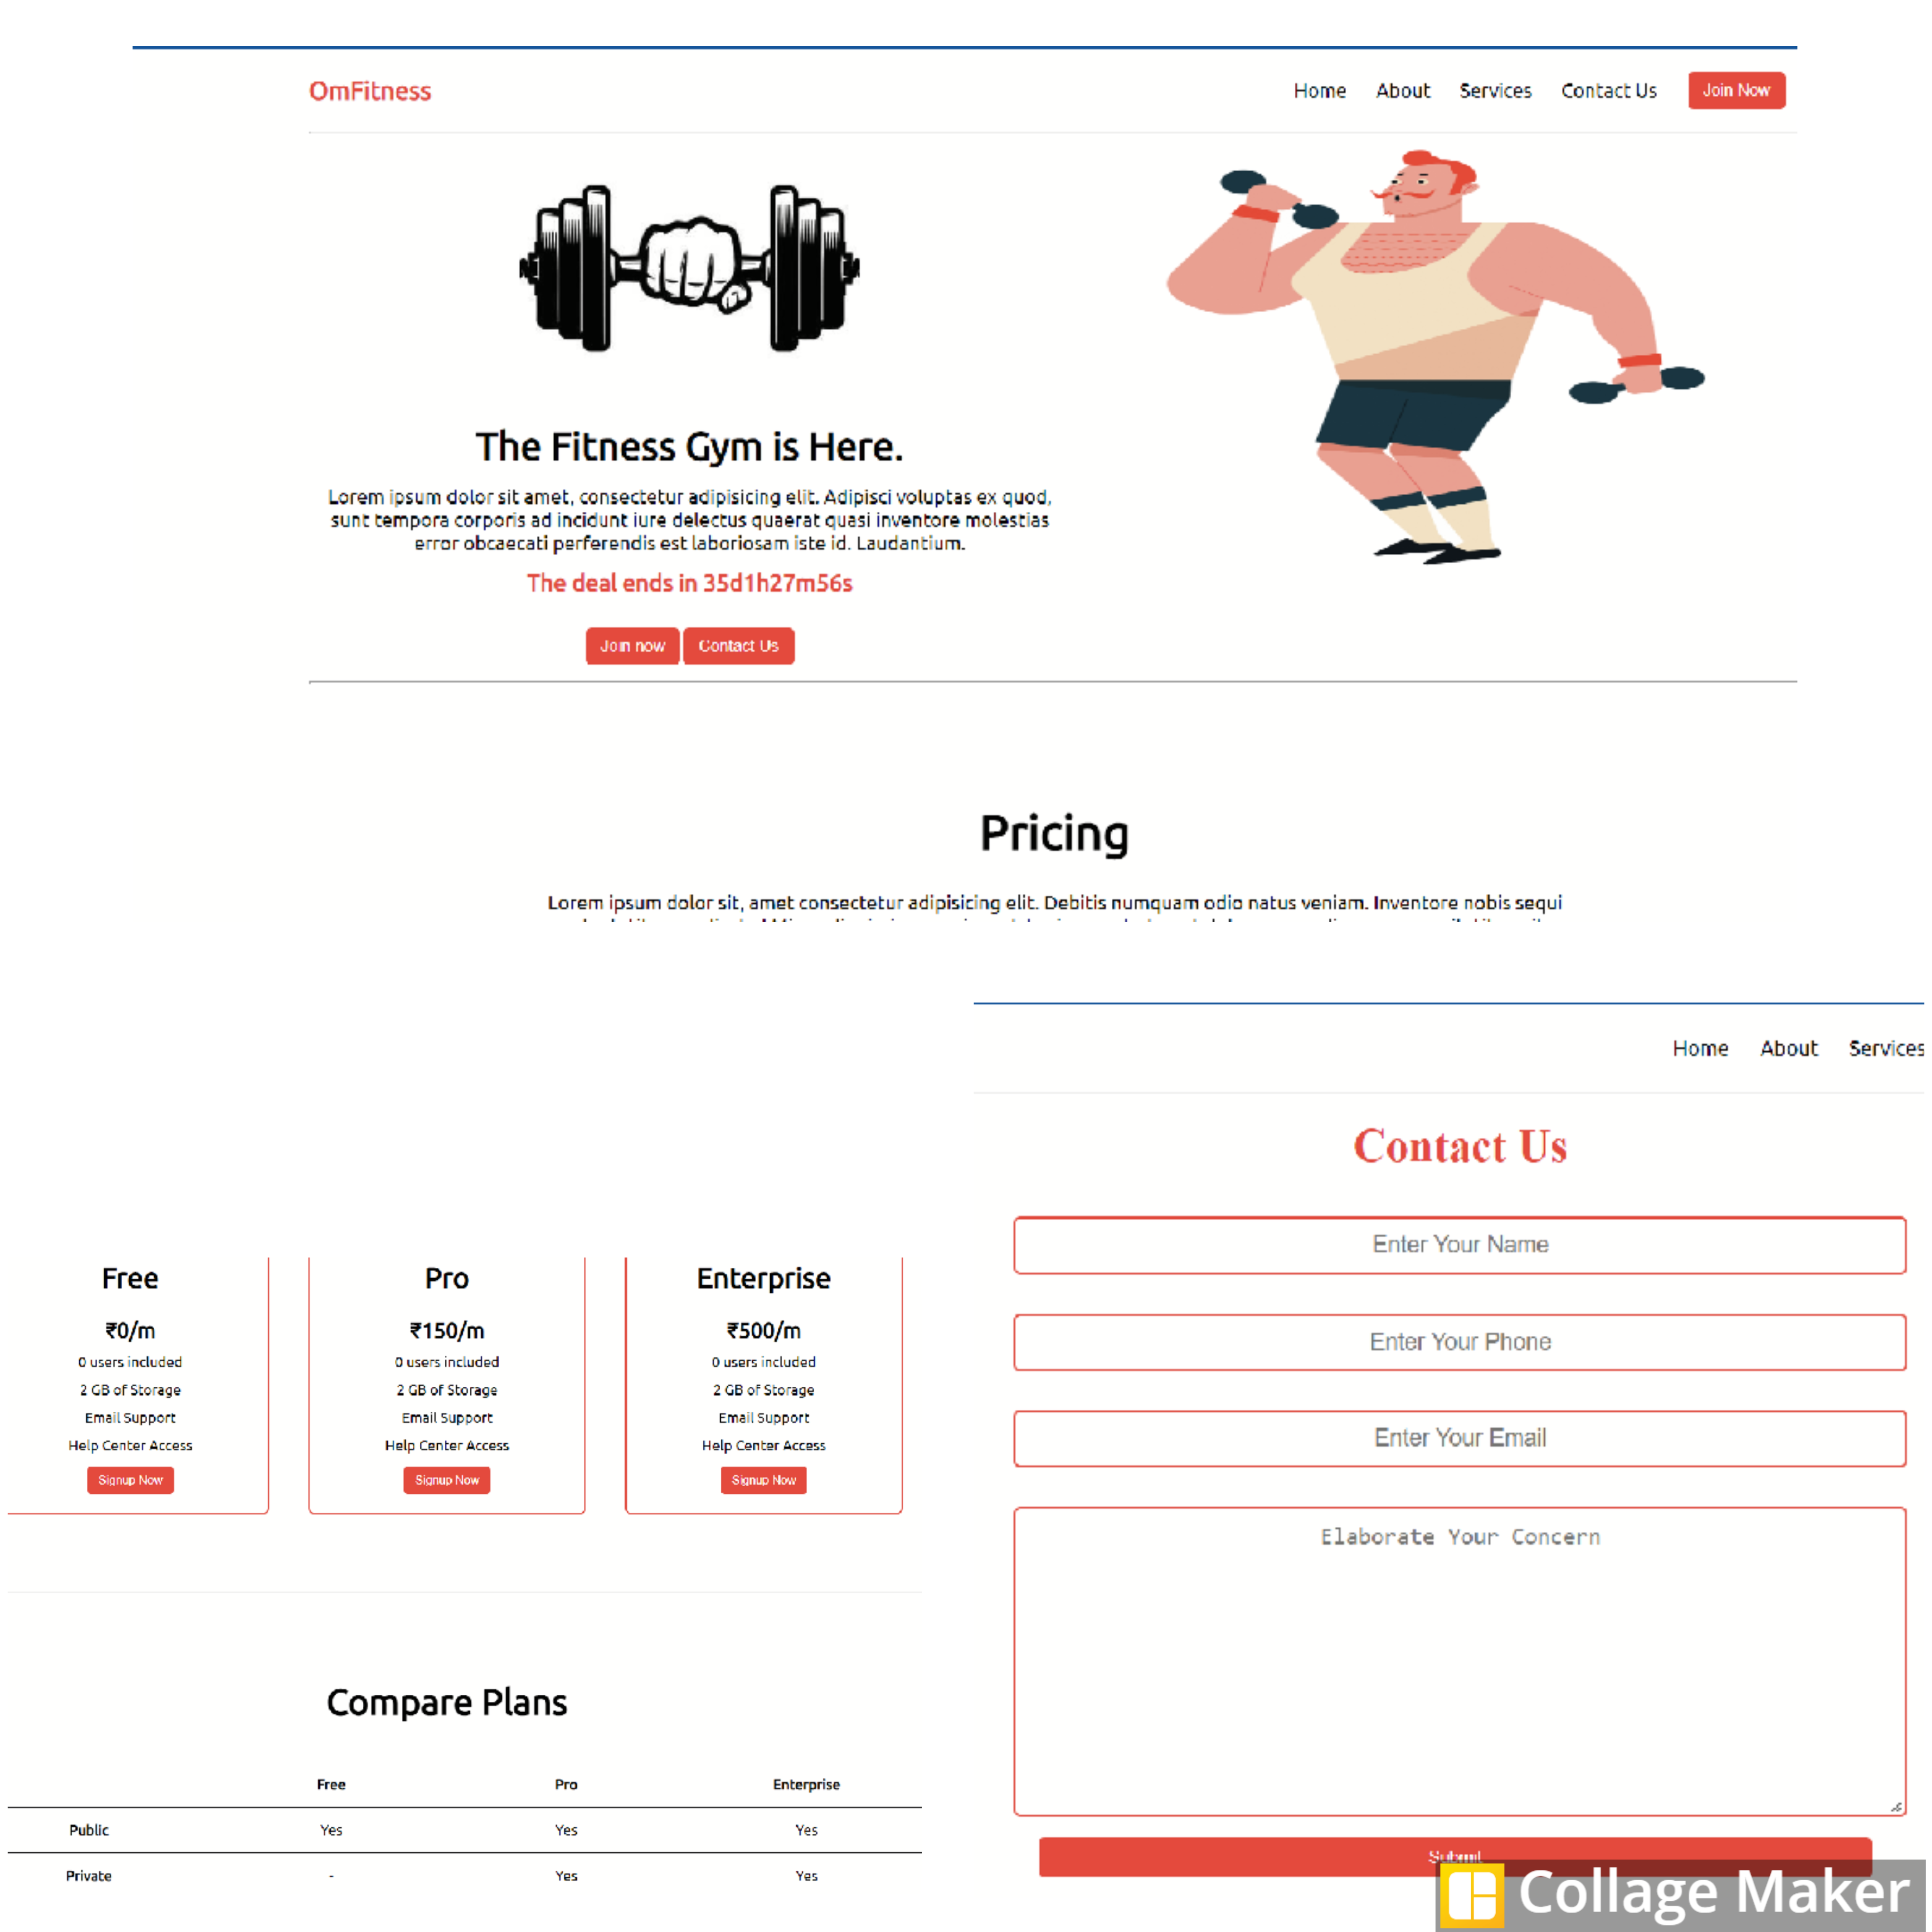 OmFitness
Home About Services Contact Us Join Now
The Fitness Gym is Here.
Lorem ipsum dolor sit amet, consectetur adipisicing elit. Adipisci voluptas ex quod,
sunt tempora corporis ad incidunt iure delectus quaerat quasi inventore molestias
error obcaecati perferendis est laboriosam iste id. Laudantium.
The deal ends in 35d1h27m56s
Join now Contact Us
Pricing
Lorem ipsum dolor sit, amet consectetur adipisicing elit. Debitis numquam odio natus veniam. Inventore nobis sequi
Free Pro Enterprise
₹0/m ₹150/m ₹500/m
0 users included 0 users included 0 users included
2 GB of Storage 2 GB of Storage 2 GB of Storage
Email Support Email Support Email Support
Help Center Access Help Center Access Help Center Access
Signup Now Signup Now Signup Now
Compare Plans
Free Pro Enterprise
Public Yes Yes Yes
Private - Yes Yes
Home About Services
Contact Us
Enter Your Name
Enter Your Phone
Enter Your Email
Elaborate Your Concern
Submit
Collage Maker